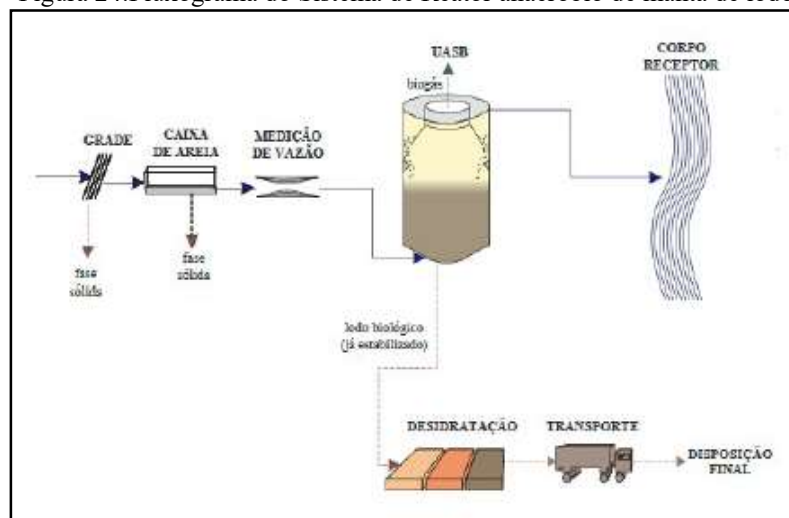 UASB
biogás
CORPO
RECEPTOR
GRADE
CAIXA
DE AREIA
MEDIÇÃO
DE VAZÃO
fase
sólida
fase
sólida
lodo biológico
(já estabilizado)
DESIDRATAÇÃO
TRANSPORTE
DISPOSIÇÃO
FINAL